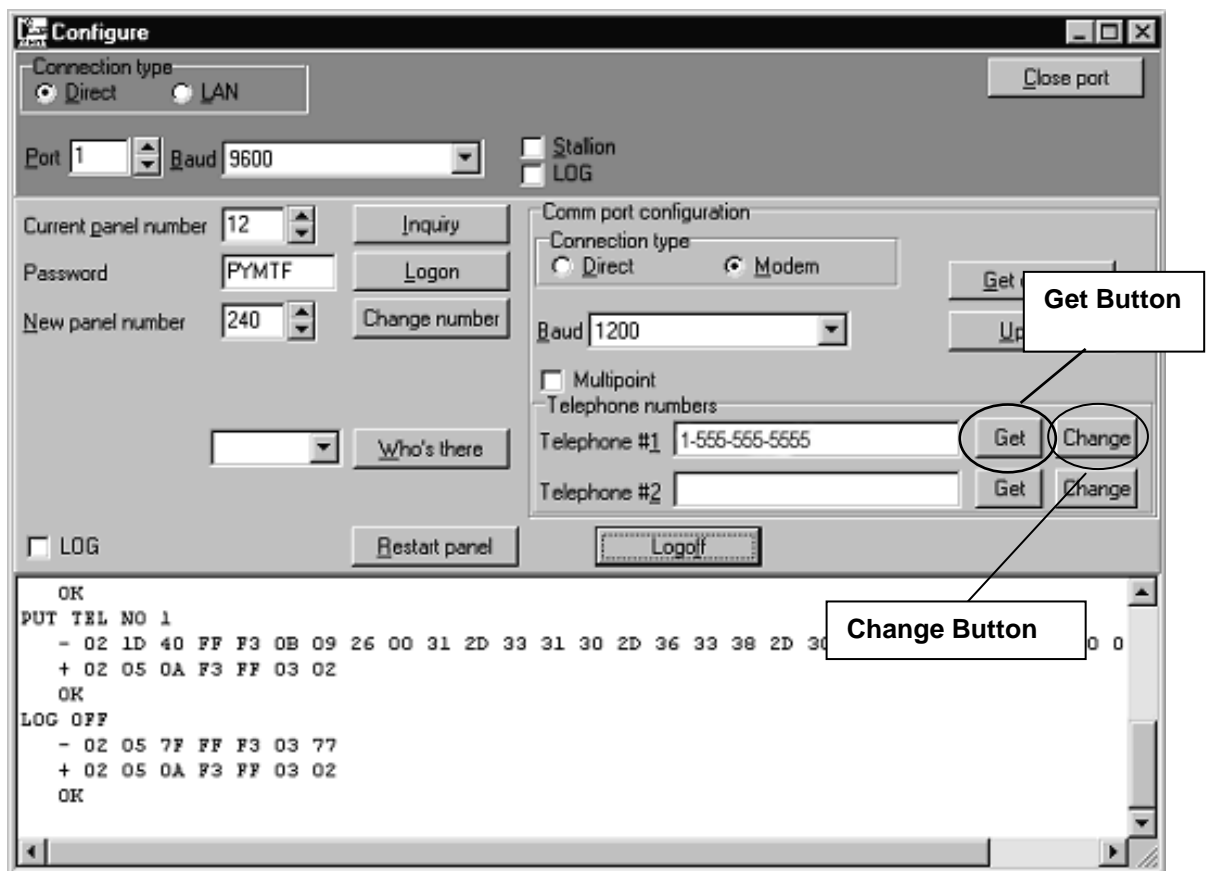 Configure
Connection type
Direct LAN
Close port
Port 1 Baud 9600
Stallion
LOG
Current panel number 12 Inquiry
Password PYMTF Logon
New panel number 240 Change number
Who's there
Comm port configuration
Connection type
Direct Modem
Get
Get Button
Baud 1200
Up
Multipoint
Telephone numbers
Telephone #1 1-555-555-5555 Get Change
Telephone #2 Get Change
LOG Restart panel Logoff
Change Button
OK
PUT TEL NO 1
- 02 1D 40 FF F3 0B 09 26 00 31 2D 33 31 30 2D 36 33 38 2D 30 0 0
+ 02 05 0A F3 FF 03 02
OK
LOG OFF
- 02 05 7F FF F3 03 77
+ 02 05 0A F3 FF 03 02
OK